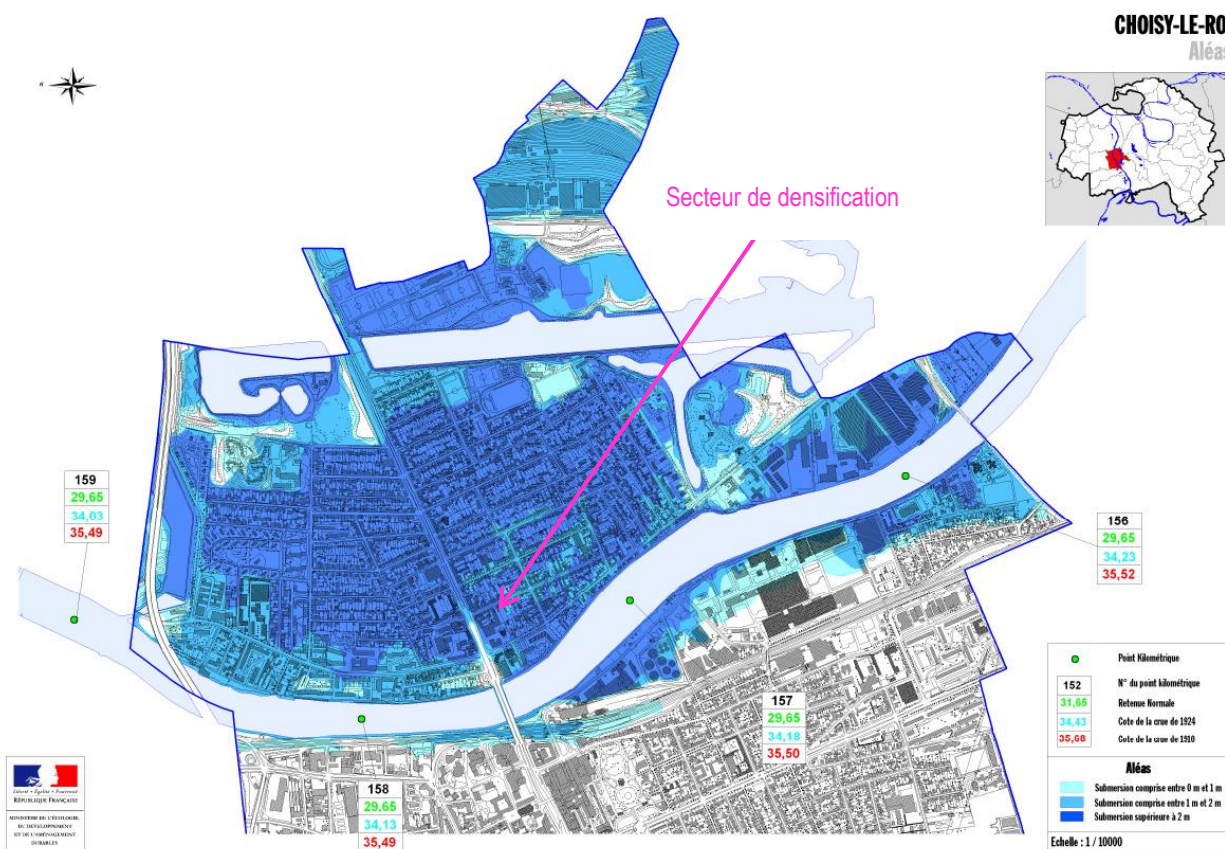 CHOISY-LE-RO
Aléas
Secteur de densification
159
29,65
34,03
35,49
156
29,65
34,23
35,52
157
29,65
34,18
35,50
158
29,65
34,13
35,49
Point Kilométrique
152
N° du point kilométrique
31,65
Retenue Normale
34,43
Cote de la crue de 1924
35,68
Cote de la crue de 1910
Aléas
Submersion comprise entre 0 m et 1 m
Submersion comprise entre 1 m et 2 m
Submersion supérieure à 2 m
Echelle : 1 / 10000
Liberté • Égalité • Fraternité
RÉPUBLIQUE FRANÇAISE
MINISTÈRE DE L'ÉCOLOGIE,
DU DÉVELOPPEMENT
ET DE L'AMÉNAGEMENT
DURABLES